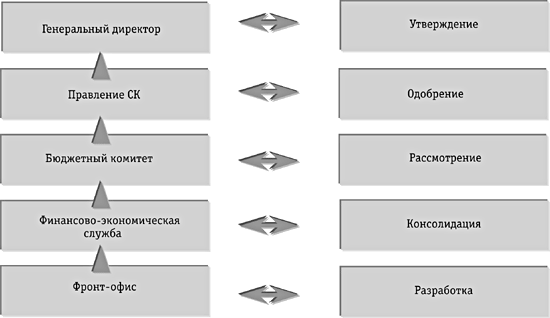 Генеральный директор
Утверждение
Правление СК
Одобрение
Бюджетный комитет
Рассмотрение
Финансово-экономическая
служба
Консолидация
Фронт-офис
Разработка